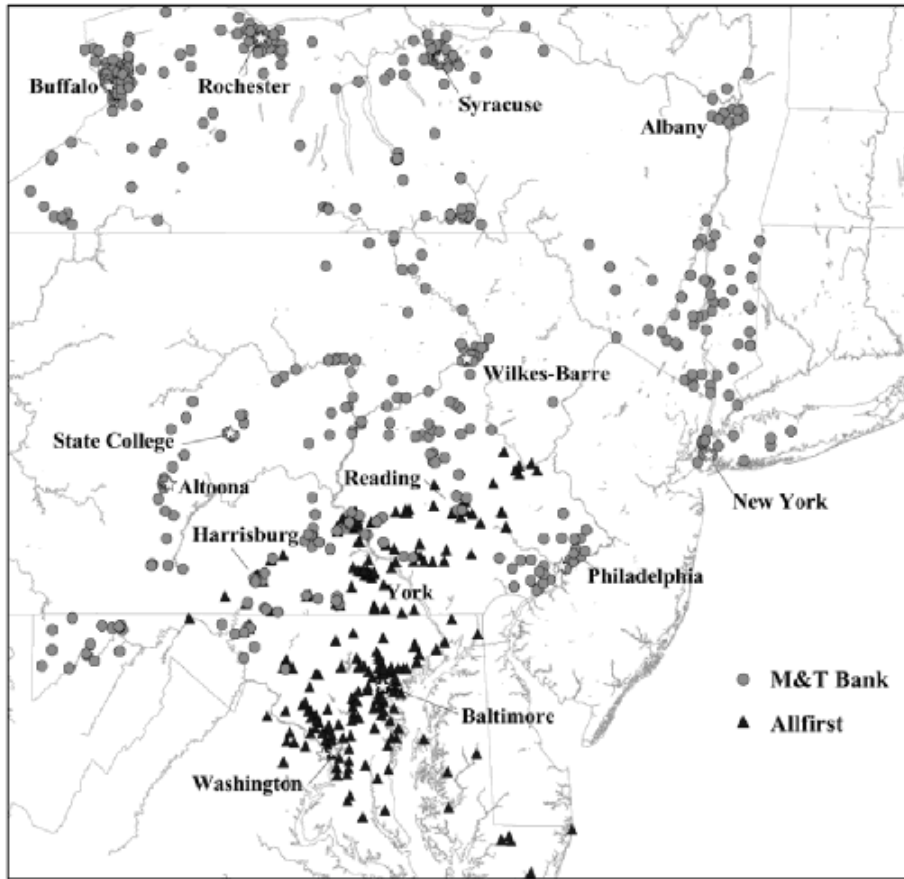 Buffalo
Rochester
Syracuse
Albany
Wilkes-Barre
State College
Altoona
Reading
New York
Harrisburg
Philadelphia
York
M&T Bank
Baltimore
Allfirst
Washington